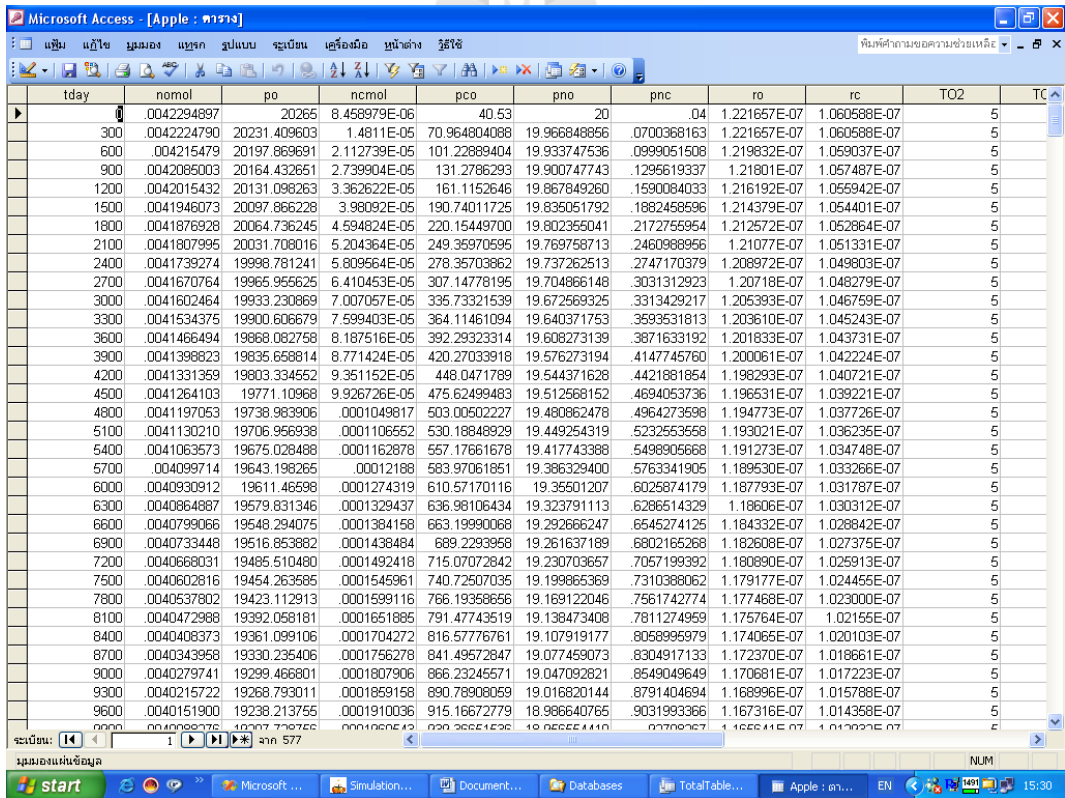 Microsoft Access - [Apple : ตาราง]
แฟ้ม แก้ไข มุมมอง แทรก รูปแบบ ระเบียน เครื่องมือ หน้าต่าง วิธีใช้ พิมพ์คำถามขอความช่วยเหลือ
tday nomol po ncmol pco pno pnc ro rc TO2 TC
0 .0042294897 20265 8.458979E-06 40.53 20 .04 1.221657E-07 1.060588E-07 5
300 .0042224790 20231.409603 1.4811E-05 70.964804088 19.966848856 .0700368163 1.221657E-07 1.060588E-07 5
600 .004215479 20197.869691 2.112739E-05 101.22889404 19.933747536 .0999051508 1.219832E-07 1.059037E-07 5
900 .0042085003 20164.432651 2.739904E-05 131.2786293 19.900747743 .1295619337 1.21801E-07 1.057487E-07 5
1200 .0042015432 20131.098263 3.362622E-05 161.1152646 19.867849260 .1590084033 1.216192E-07 1.055942E-07 5
1500 .0041946073 20097.866228 3.98092E-05 190.74011725 19.835051792 .1882458596 1.214379E-07 1.054401E-07 5
1800 .0041876928 20064.736245 4.594824E-05 220.15449700 19.802355041 .2172755954 1.212572E-07 1.052864E-07 5
2100 .0041807995 20031.708016 5.204364E-05 249.35970595 19.769758713 .2460988956 1.21077E-07 1.051331E-07 5
2400 .0041739274 19998.781241 5.809564E-05 278.35703862 19.737262513 .2747170379 1.208972E-07 1.049803E-07 5
2700 .0041670764 19965.955625 6.410453E-05 307.14778195 19.704866148 .3031312923 1.20718E-07 1.048279E-07 5
3000 .0041602464 19933.230869 7.007057E-05 335.73321539 19.672569325 .3313429217 1.205393E-07 1.046759E-07 5
3300 .0041534375 19900.606679 7.599403E-05 364.11461094 19.640371753 .3593531813 1.203610E-07 1.045243E-07 5
3600 .0041466494 19868.082758 8.187516E-05 392.29323314 19.608273139 .3871633192 1.201833E-07 1.043731E-07 5
3900 .0041398823 19835.658814 8.771424E-05 420.27033918 19.576273194 .4147745760 1.200061E-07 1.042224E-07 5
4200 .0041331359 19803.334552 9.351152E-05 448.0471789 19.544371628 .4421881854 1.198293E-07 1.040721E-07 5
4500 .0041264103 19771.10968 9.926726E-05 475.62499483 19.512568152 .4694053736 1.196531E-07 1.039221E-07 5
4800 .0041197053 19738.983906 .0001049817 503.00502227 19.480862478 .4964273598 1.194773E-07 1.037726E-07 5
5100 .0041130210 19706.956938 .0001106552 530.18848929 19.449254319 .5232553558 1.193021E-07 1.036235E-07 5
5400 .0041063573 19675.028488 .0001162878 557.17661678 19.417743388 .5498905668 1.191273E-07 1.034748E-07 5
5700 .004099714 19643.198265 .00012188 583.97061851 19.386329400 .5763341905 1.189530E-07 1.033266E-07 5
6000 .0040930912 19611.46598 .0001274319 610.57170116 19.35501207 .6025874179 1.187793E-07 1.031787E-07 5
6300 .0040864887 19579.831346 .0001329437 636.98106434 19.323791113 .6286514329 1.18606E-07 1.030312E-07 5
6600 .0040799066 19548.294075 .0001384158 663.19990068 19.292666247 .6545274125 1.184332E-07 1.028842E-07 5
6900 .0040733448 19516.853882 .0001438484 689.2293958 19.261637189 .6802165268 1.182608E-07 1.027375E-07 5
7200 .0040668031 19485.510480 .0001492418 715.07072842 19.230703657 .7057199392 1.180890E-07 1.025913E-07 5
7500 .0040602816 19454.263585 .0001545961 740.72507035 19.199865369 .7310388062 1.179177E-07 1.024455E-07 5
7800 .0040537802 19423.112913 .0001599116 766.19358656 19.169122046 .7561742774 1.177468E-07 1.023000E-07 5
8100 .0040472988 19392.058181 .0001651885 791.47743519 19.138473408 .7811274959 1.175764E-07 1.02155E-07 5
8400 .0040408373 19361.099106 .0001704272 816.57776761 19.107919177 .8058995979 1.174065E-07 1.020103E-07 5
8700 .0040343958 19330.235406 .0001756278 841.49572847 19.077459073 .8304917133 1.172370E-07 1.018661E-07 5
9000 .0040279741 19299.466801 .0001807906 866.23245571 19.047092821 .8549049649 1.170681E-07 1.017223E-07 5
9300 .0040215722 19268.793011 .0001859158 890.78908059 19.016820144 .8791404694 1.168996E-07 1.015788E-07 5
9600 .0040151900 19238.213755 .0001910036 915.16672779 18.986640765 .9031993366 1.167316E-07 1.014358E-07 5
ระเบียน: 1 จาก 577
มุมมองแผ่นข้อมูล NUM
start Microsoft ... Simulation... Document... Databases TotalTable... Apple : ตา... EN 1491 15:30